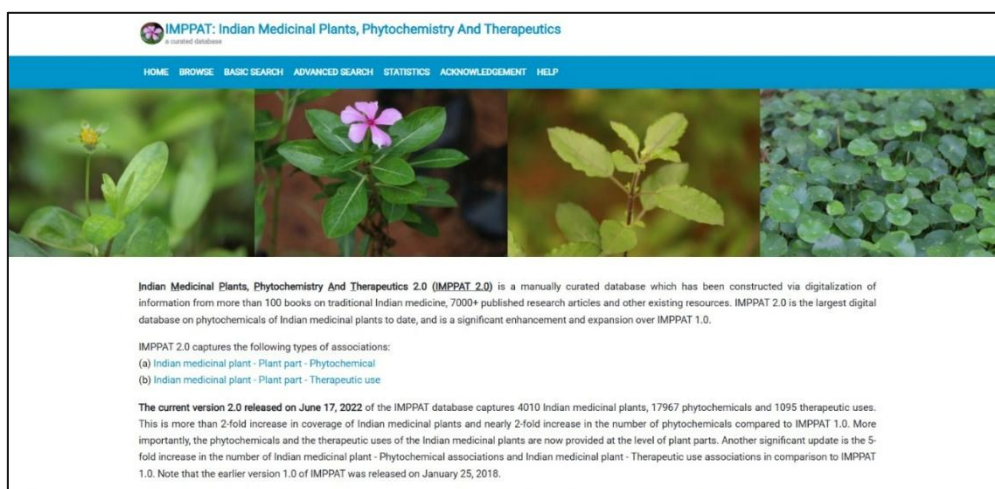 IMPPAT: Indian Medicinal Plants, Phytochemistry And Therapeutics
a curated database
HOME BROWSE BASIC SEARCH ADVANCED SEARCH STATISTICS ACKNOWLEDGEMENT HELP
Indian Medicinal Plants, Phytochemistry And Therapeutics 2.0 (IMPPAT 2.0) is a manually curated database which has been constructed via digitalization of
information from more than 100 books on traditional Indian medicine, 7000+ published research articles and other existing resources. IMPPAT 2.0 is the largest digital
database on phytochemicals of Indian medicinal plants to date, and is a significant enhancement and expansion over IMPPAT 1.0.
IMPPAT 2.0 captures the following types of associations:
(a) Indian medicinal plant - Plant part - Phytochemical
(b) Indian medicinal plant - Plant part - Therapeutic use
The current version 2.0 released on June 17, 2022 of the IMPPAT database captures 4010 Indian medicinal plants, 17967 phytochemicals and 1095 therapeutic uses.
This is more than 2-fold increase in coverage of Indian medicinal plants and nearly 2-fold increase in the number of phytochemicals compared to IMPPAT 1.0. More
importantly, the phytochemicals and the therapeutic uses of the Indian medicinal plants are now provided at the level of plant parts. Another significant update is the 5-
fold increase in the number of Indian medicinal plant - Phytochemical associations and Indian medicinal plant - Therapeutic use associations in comparison to IMPPAT
1.0. Note that the earlier version 1.0 of IMPPAT was released on January 25, 2018.